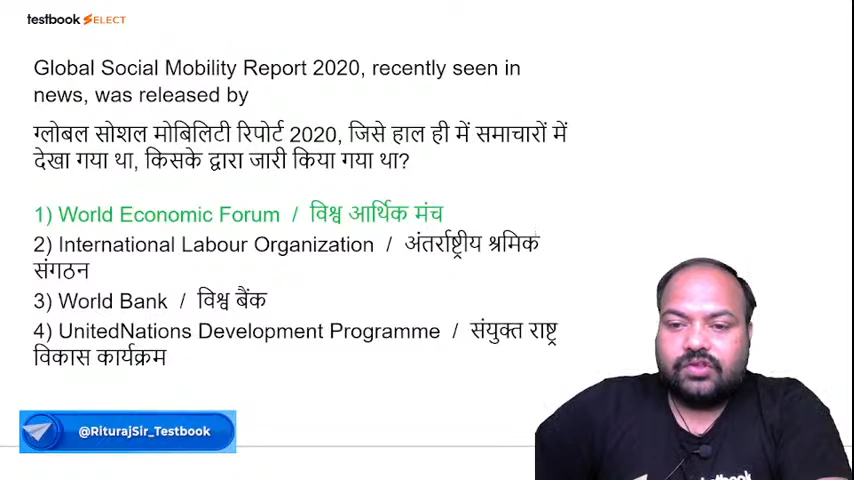 testbook SELECT
Global Social Mobility Report 2020, recently seen in
news, was released by
ग्लोबल सोशल मोबिलिटी रिपोर्ट 2020, जिसे हाल ही में समाचारों में
देखा गया था, किसके द्वारा जारी किया गया था?
1) World Economic Forum / विश्व आर्थिक मंच
2) International Labour Organization / अंतर्राष्ट्रीय श्रमिक
संगठन
3) World Bank / विश्व बैंक
4) UnitedNations Development Programme / संयुक्त राष्ट्र
विकास कार्यक्रम
@RiturajSir_Testbook
testbook